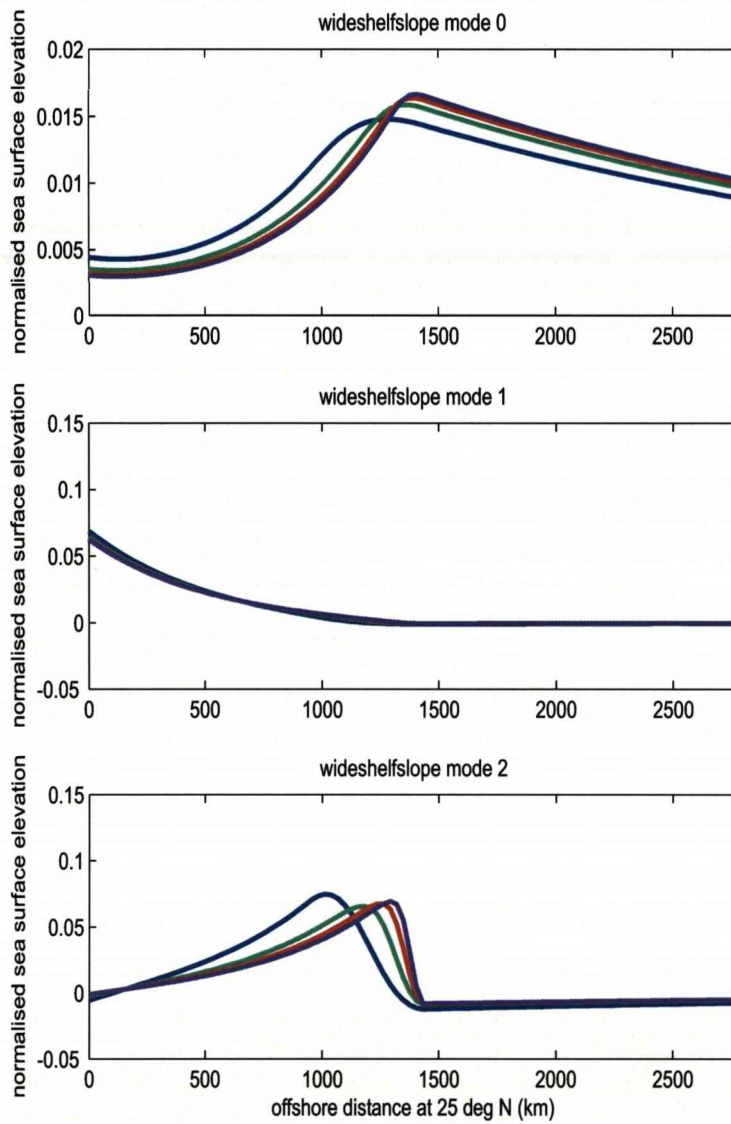 wideshelfslope mode 0
normalised sea surface elevation
0.02
0.015
0.01
0.005
0
0 500 1000 1500 2000 2500
wideshelfslope mode 1
normalised sea surface elevation
0.15
0.1
0.05
0
-0.05
0 500 1000 1500 2000 2500
wideshelfslope mode 2
normalised sea surface elevation
0.15
0.1
0.05
0
-0.05
0 500 1000 1500 2000 2500
offshore distance at 25 deg N (km)